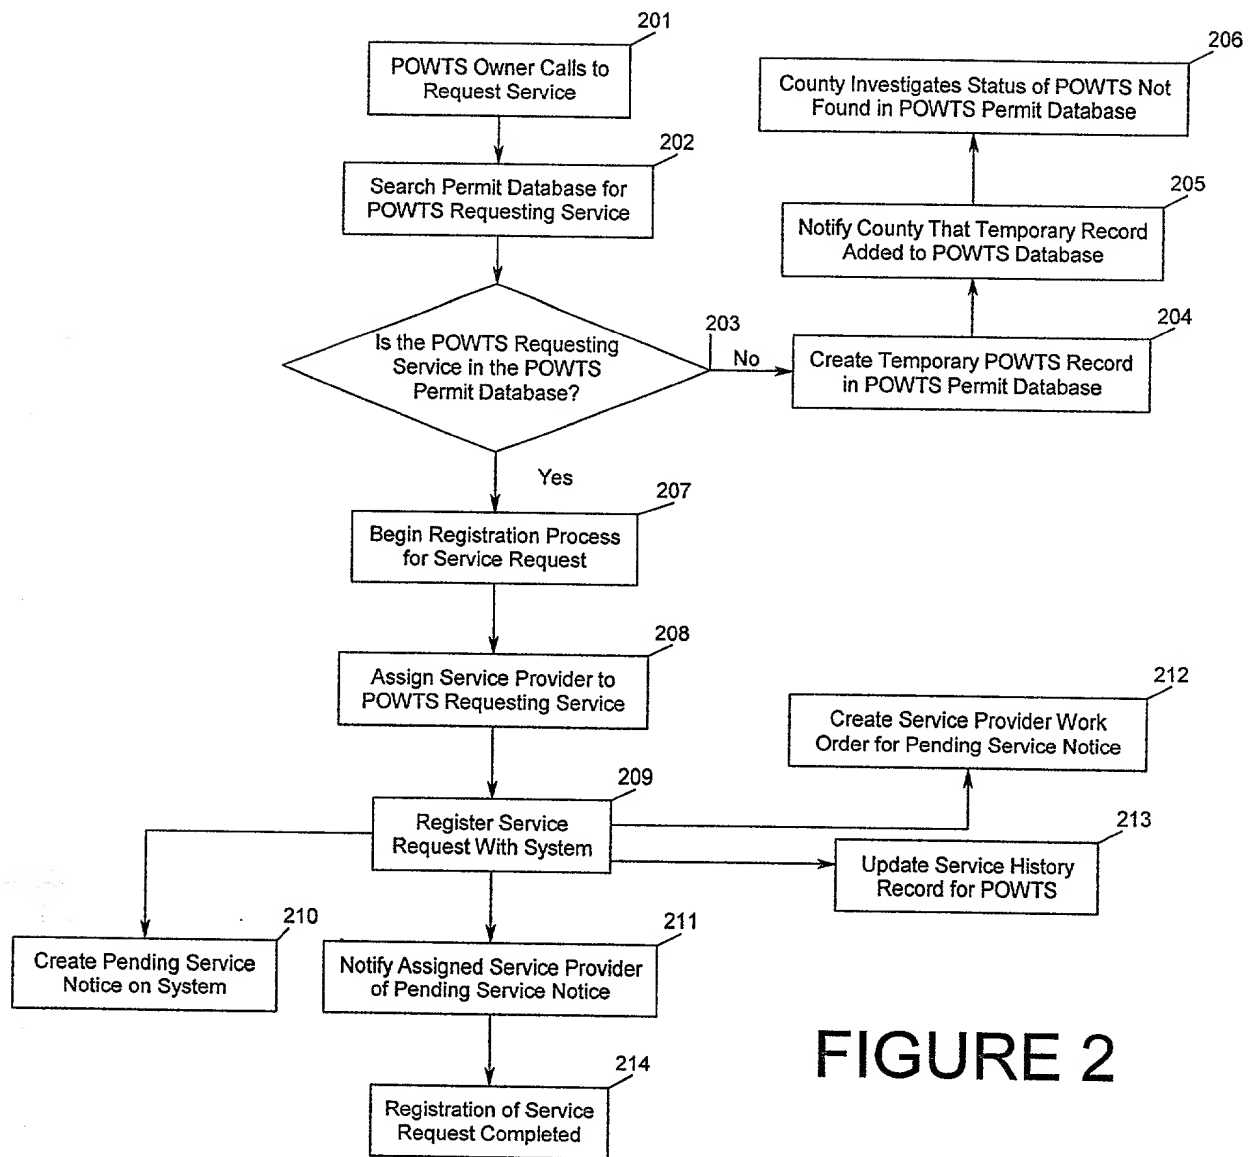 201
POWTS Owner Calls to
Request Service
202
Search Permit Database for
POWTS Requesting Service
203
Is the POWTS Requesting
Service in the POWTS
Permit Database?
No
204
Create Temporary POWTS Record
in POWTS Permit Database
205
Notify County That Temporary Record
Added to POWTS Database
206
County Investigates Status of POWTS Not
Found in POWTS Permit Database
Yes
207
Begin Registration Process
for Service Request
208
Assign Service Provider to
POWTS Requesting Service
209
Register Service
Request With System
210
Create Pending Service
Notice on System
211
Notify Assigned Service Provider
of Pending Service Notice
212
Create Service Provider Work
Order for Pending Service Notice
213
Update Service History
Record for POWTS
214
Registration of Service
Request Completed
FIGURE 2